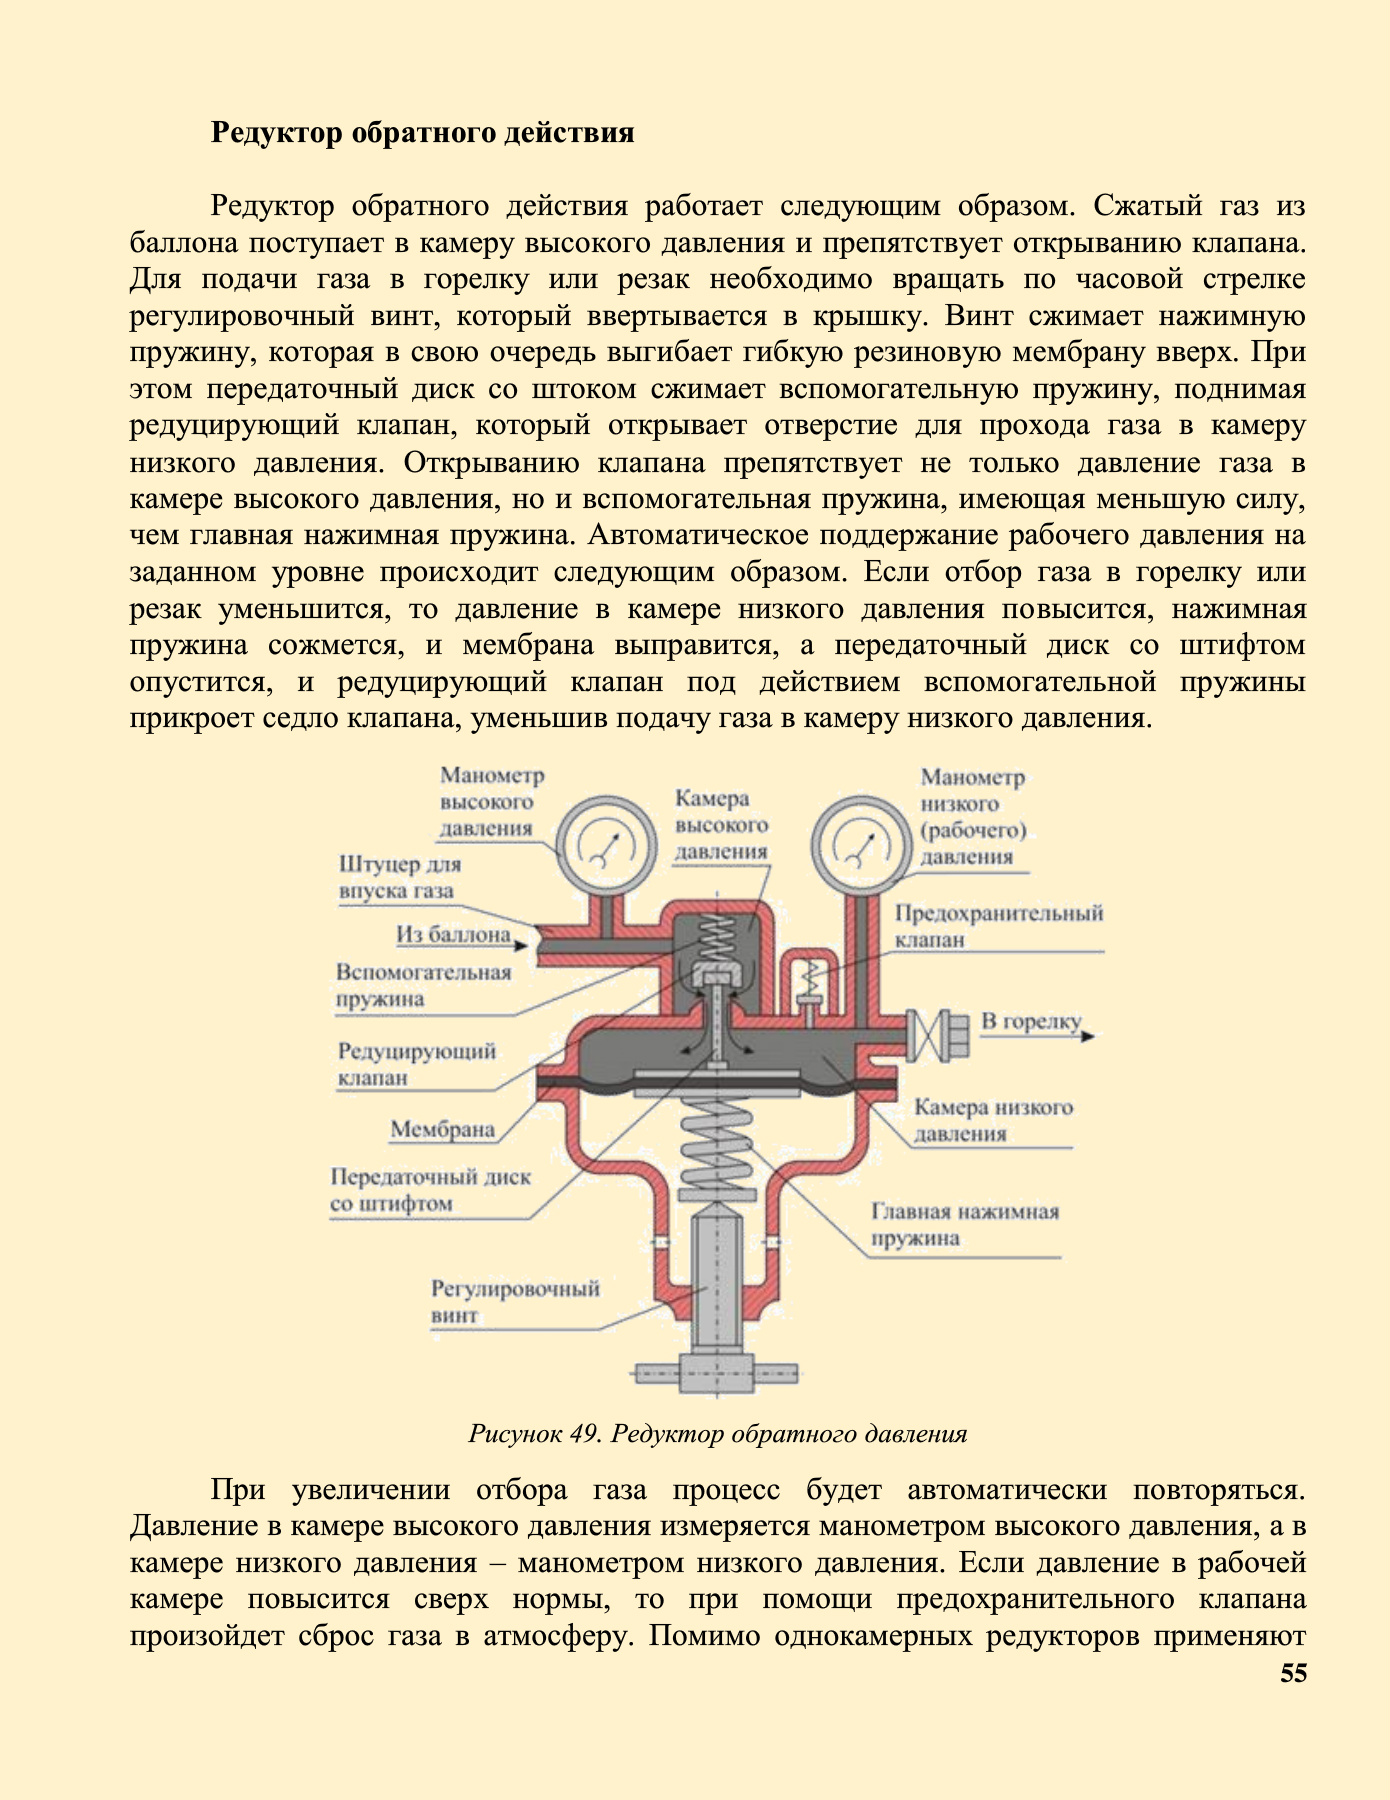 Редуктор обратного действия
Редуктор обратного действия работает следующим образом. Сжатый газ из
баллона поступает в камеру высокого давления и препятствует открыванию клапана.
Для подачи газа в горелку или резак необходимо вращать по часовой стрелке
регулировочный винт, который ввертывается в крышку. Винт сжимает нажимную
пружину, которая в свою очередь выгибает гибкую резиновую мембрану вверх. При
этом передаточный диск со штоком сжимает вспомогательную пружину, поднимая
редуцирующий клапан, который открывает отверстие для прохода газа в камеру
низкого давления. Открыванию клапана препятствует не только давление газа в
камере высокого давления, но и вспомогательная пружина, имеющая меньшую силу,
чем главная нажимная пружина. Автоматическое поддержание рабочего давления на
заданном уровне происходит следующим образом. Если отбор газа в горелку или
резак уменьшится, то давление в камере низкого давления повысится, нажимная
пружина сожмется, и мембрана выправится, а передаточный диск со штифтом
опустится, и редуцирующий клапан под действием вспомогательной пружины
прикроет седло клапана, уменьшив подачу газа в камеру низкого давления.
Манометр
высокого
давления
Камера
высокого
давления
Манометр
низкого
(рабочего)
давления
Штуцер для
впуска газа
Предохранительный
клапан
Из баллона
Вспомогательная
пружина
В горелку
Редуцирующий
клапан
Камера низкого
давления
Мембрана
Передаточный диск
со штифтом
Главная нажимная
пружина
Регулировочный
винт
Рисунок 49. Редуктор обратного давления
При увеличении отбора газа процесс будет автоматически повторяться.
Давление в камере высокого давления измеряется манометром высокого давления, а в
камере низкого давления – манометром низкого давления. Если давление в рабочей
камере повысится сверх нормы, то при помощи предохранительного клапана
произойдет сброс газа в атмосферу. Помимо однокамерных редукторов применяют
55